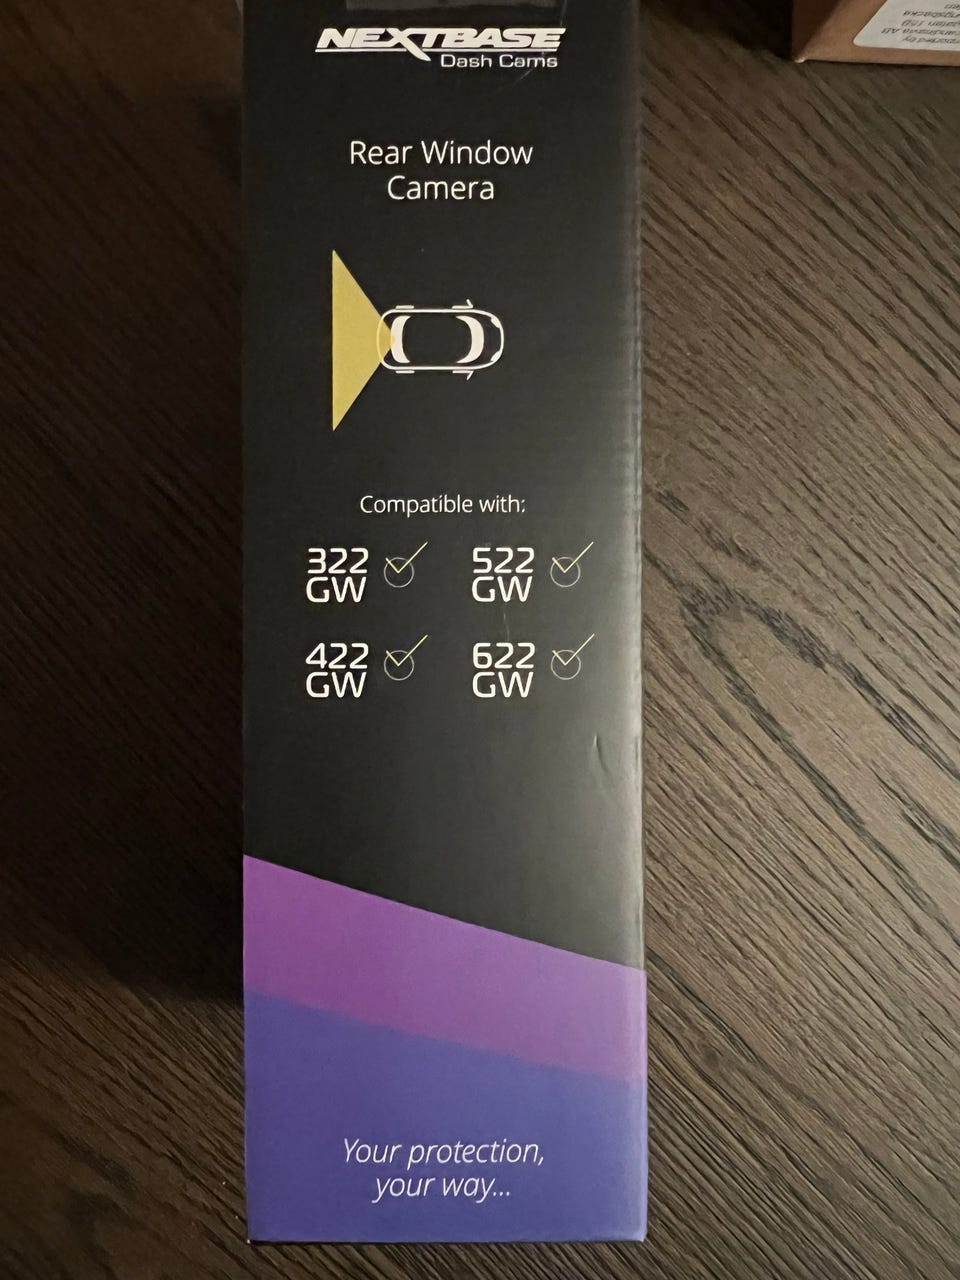 NEXTBASE
Dash Cams
Rear Window
Camera
Compatible with:
322
GW
522
GW
422
GW
622
GW
Your protection,
your way...